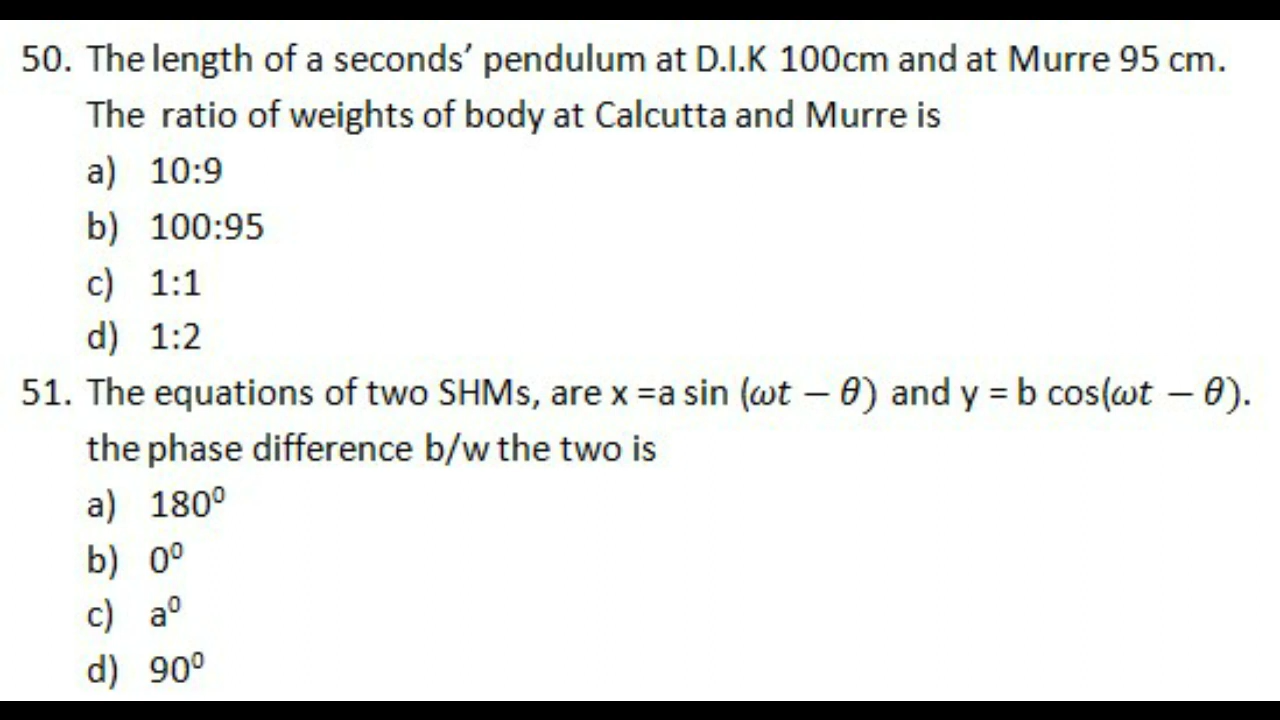 50. The length of a seconds' pendulum at D.I.K 100cm and at Murre 95 cm.
The ratio of weights of body at Calcutta and Murre is
a) 10:9
b) 100:95
c) 1:1
d) 1:2
51. The equations of two SHMs, are x =a sin (ωt − θ) and y = b cos(ωt − θ).
the phase difference b/w the two is
a) 180⁰
b) 0⁰
c) a⁰
d) 90⁰